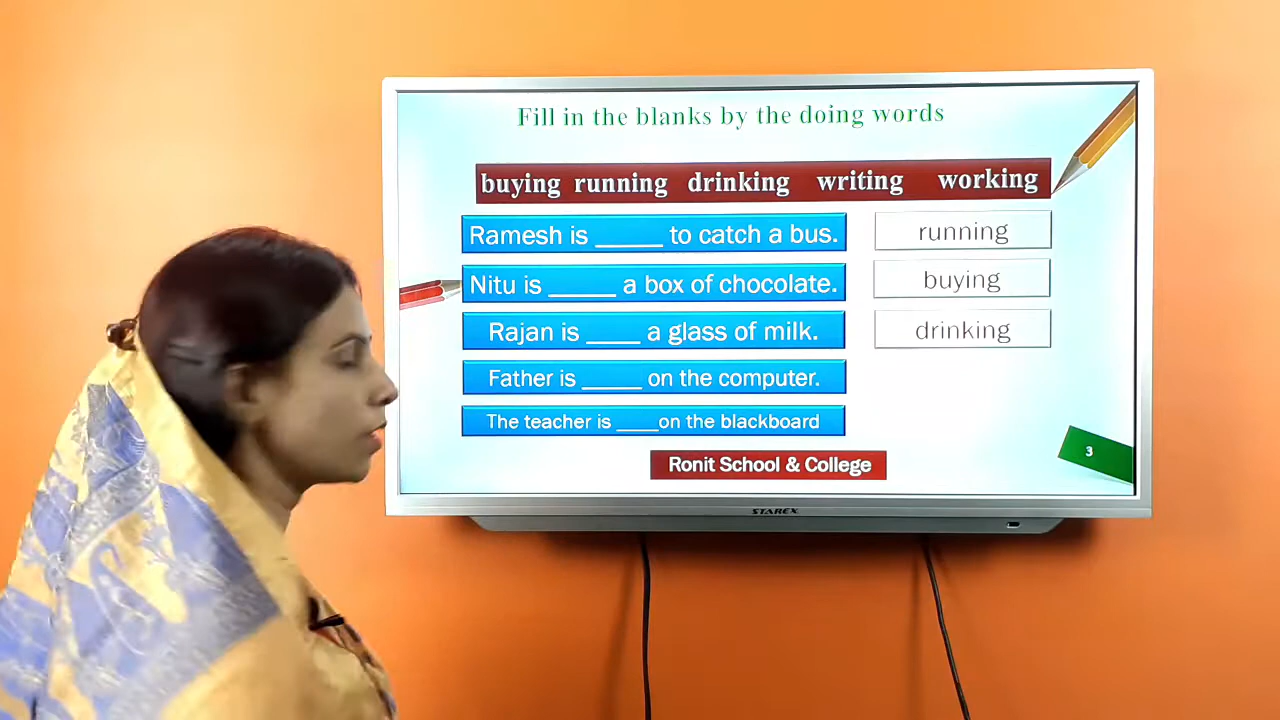 Fill in the blanks by the doing words
buying running drinking writing working
Ramesh is _____ to catch a bus.
running
Nitu is _____ a box of chocolate.
buying
Rajan is ____ a glass of milk.
drinking
Father is _____ on the computer.
The teacher is ____on the blackboard
3
Ronit School & College
STAREX